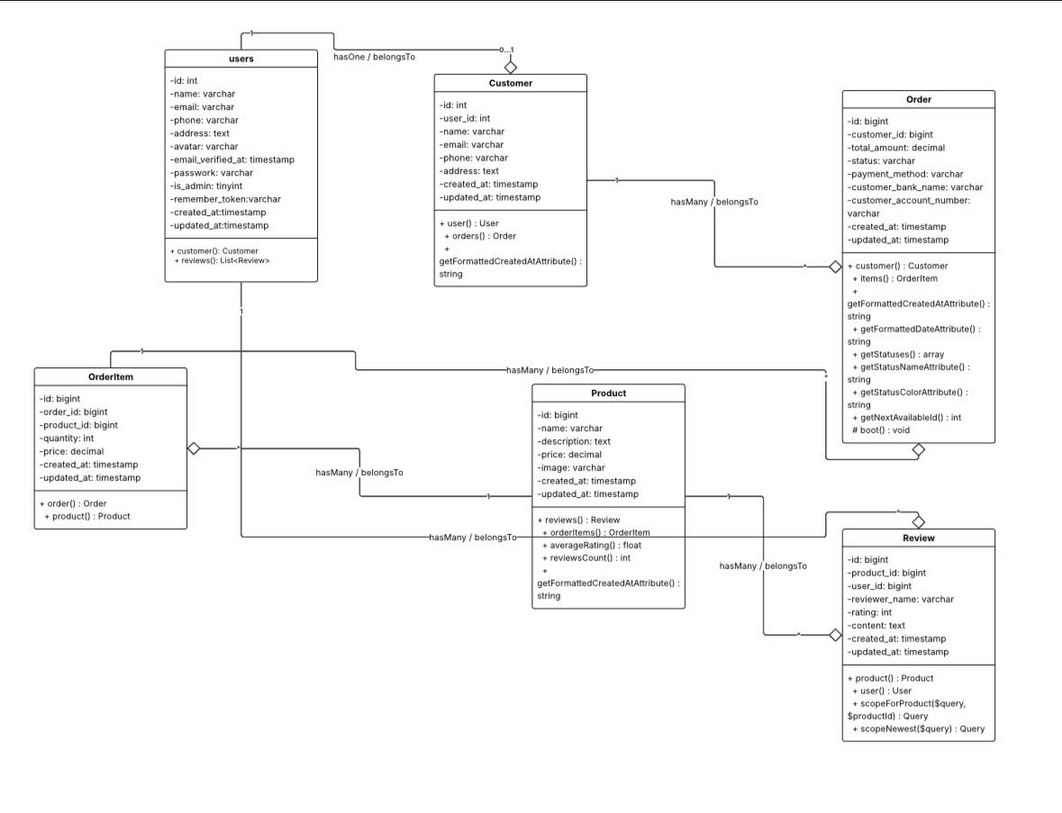 1
0...1
hasOne / belongsTo
users
-id: int
-name: varchar
-email: varchar
-phone: varchar
-address: text
-avatar: varchar
-email_verified_at: timestamp
-passwork: varchar
-is_admin: tinyint
-remember_token:varchar
-created_at:timestamp
-updated_at:timestamp
+ customer(): Customer
+ reviews(): List<Review>
1
Customer
-id: int
-user_id: int
-name: varchar
-email: varchar
-phone: varchar
-address: text
-created_at: timestamp
-updated_at: timestamp
+ user() : User
+ orders() : Order
+
getFormattedCreatedAtAttribute() :
string
1
hasMany / belongsTo
*
Order
-id: bigint
-customer_id: bigint
-total_amount: decimal
-status: varchar
-payment_method: varchar
-customer_bank_name: varchar
-customer_account_number:
varchar
-created_at: timestamp
-updated_at: timestamp
+ customer() : Customer
+ items() : OrderItem
+
getFormattedCreatedAtAttribute() :
string
+ getFormattedDateAttribute() :
string
+ getStatuses() : array
+ getStatusNameAttribute() :
string
+ getStatusColorAttribute() :
string
+ getNextAvailableId() : int
# boot() : void
1
hasMany / belongsTo
*
OrderItem
-id: bigint
-order_id: bigint
-product_id: bigint
-quantity: int
-price: decimal
-created_at: timestamp
-updated_at: timestamp
+ order() : Order
+ product() : Product
*
hasMany / belongsTo
1
Product
-id: bigint
-name: varchar
-description: text
-price: decimal
-image: varchar
-created_at: timestamp
-updated_at: timestamp
+ reviews() : Review
+ orderItems() : OrderItem
+ averageRating() : float
+ reviewsCount() : int
+
getFormattedCreatedAtAttribute() :
string
hasMany / belongsTo
*
1
hasMany / belongsTo
*
Review
-id: bigint
-product_id: bigint
-user_id: bigint
-reviewer_name: varchar
-rating: int
-content: text
-created_at: timestamp
-updated_at: timestamp
+ product() : Product
+ user() : User
+ scopeForProduct($query,
$productId) : Query
+ scopeNewest($query) : Query